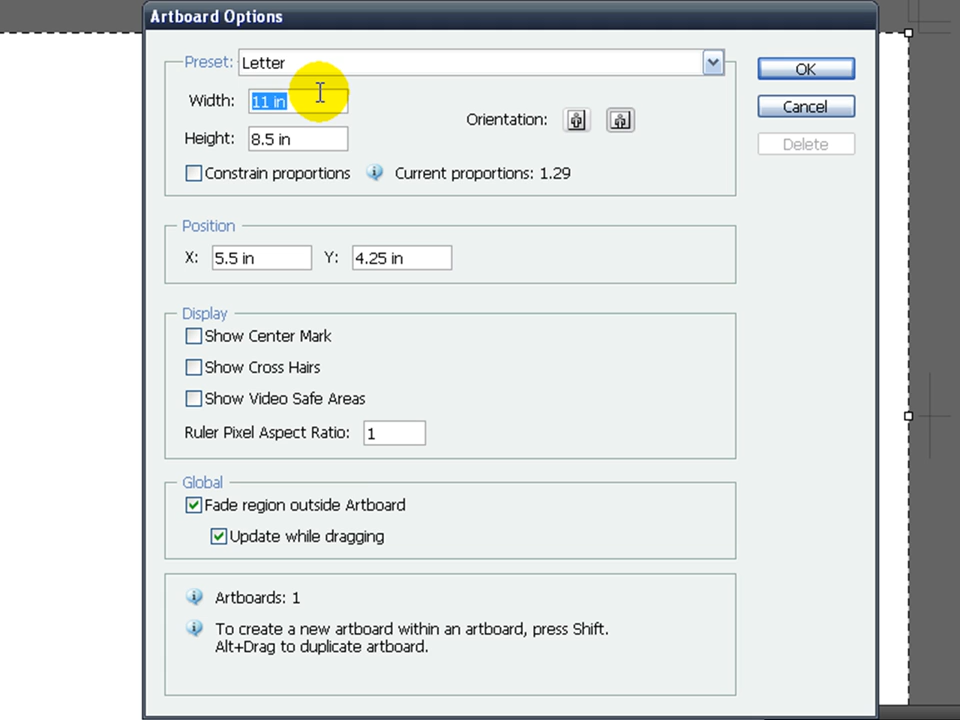 Artboard Options
Preset: Letter
OK
Width: 11 in
Orientation:
Cancel
Height: 8.5 in
Delete
Constrain proportions Current proportions: 1.29
Position
X: 5.5 in Y: 4.25 in
Display
Show Center Mark
Show Cross Hairs
Show Video Safe Areas
Ruler Pixel Aspect Ratio: 1
Global
Fade region outside Artboard
Update while dragging
Artboards: 1
To create a new artboard within an artboard, press Shift.
Alt+Drag to duplicate artboard.